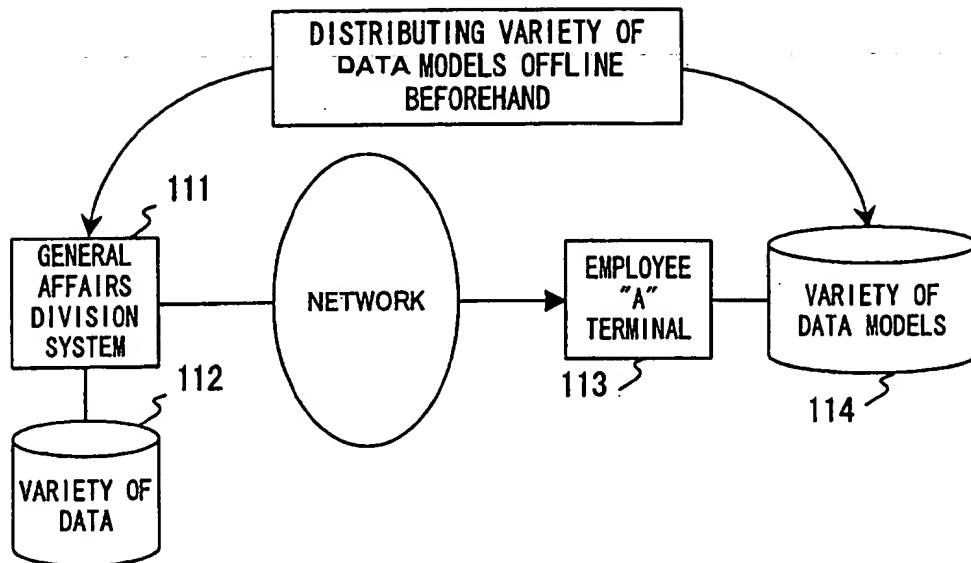 DISTRIBUTING VARIETY OF
DATA MODELS OFFLINE
BEFOREHAND
111
GENERAL
AFFAIRS
DIVISION
SYSTEM
NETWORK
EMPLOYEE
"A"
TERMINAL
VARIETY OF
DATA MODELS
112
113
114
VARIETY OF
DATA